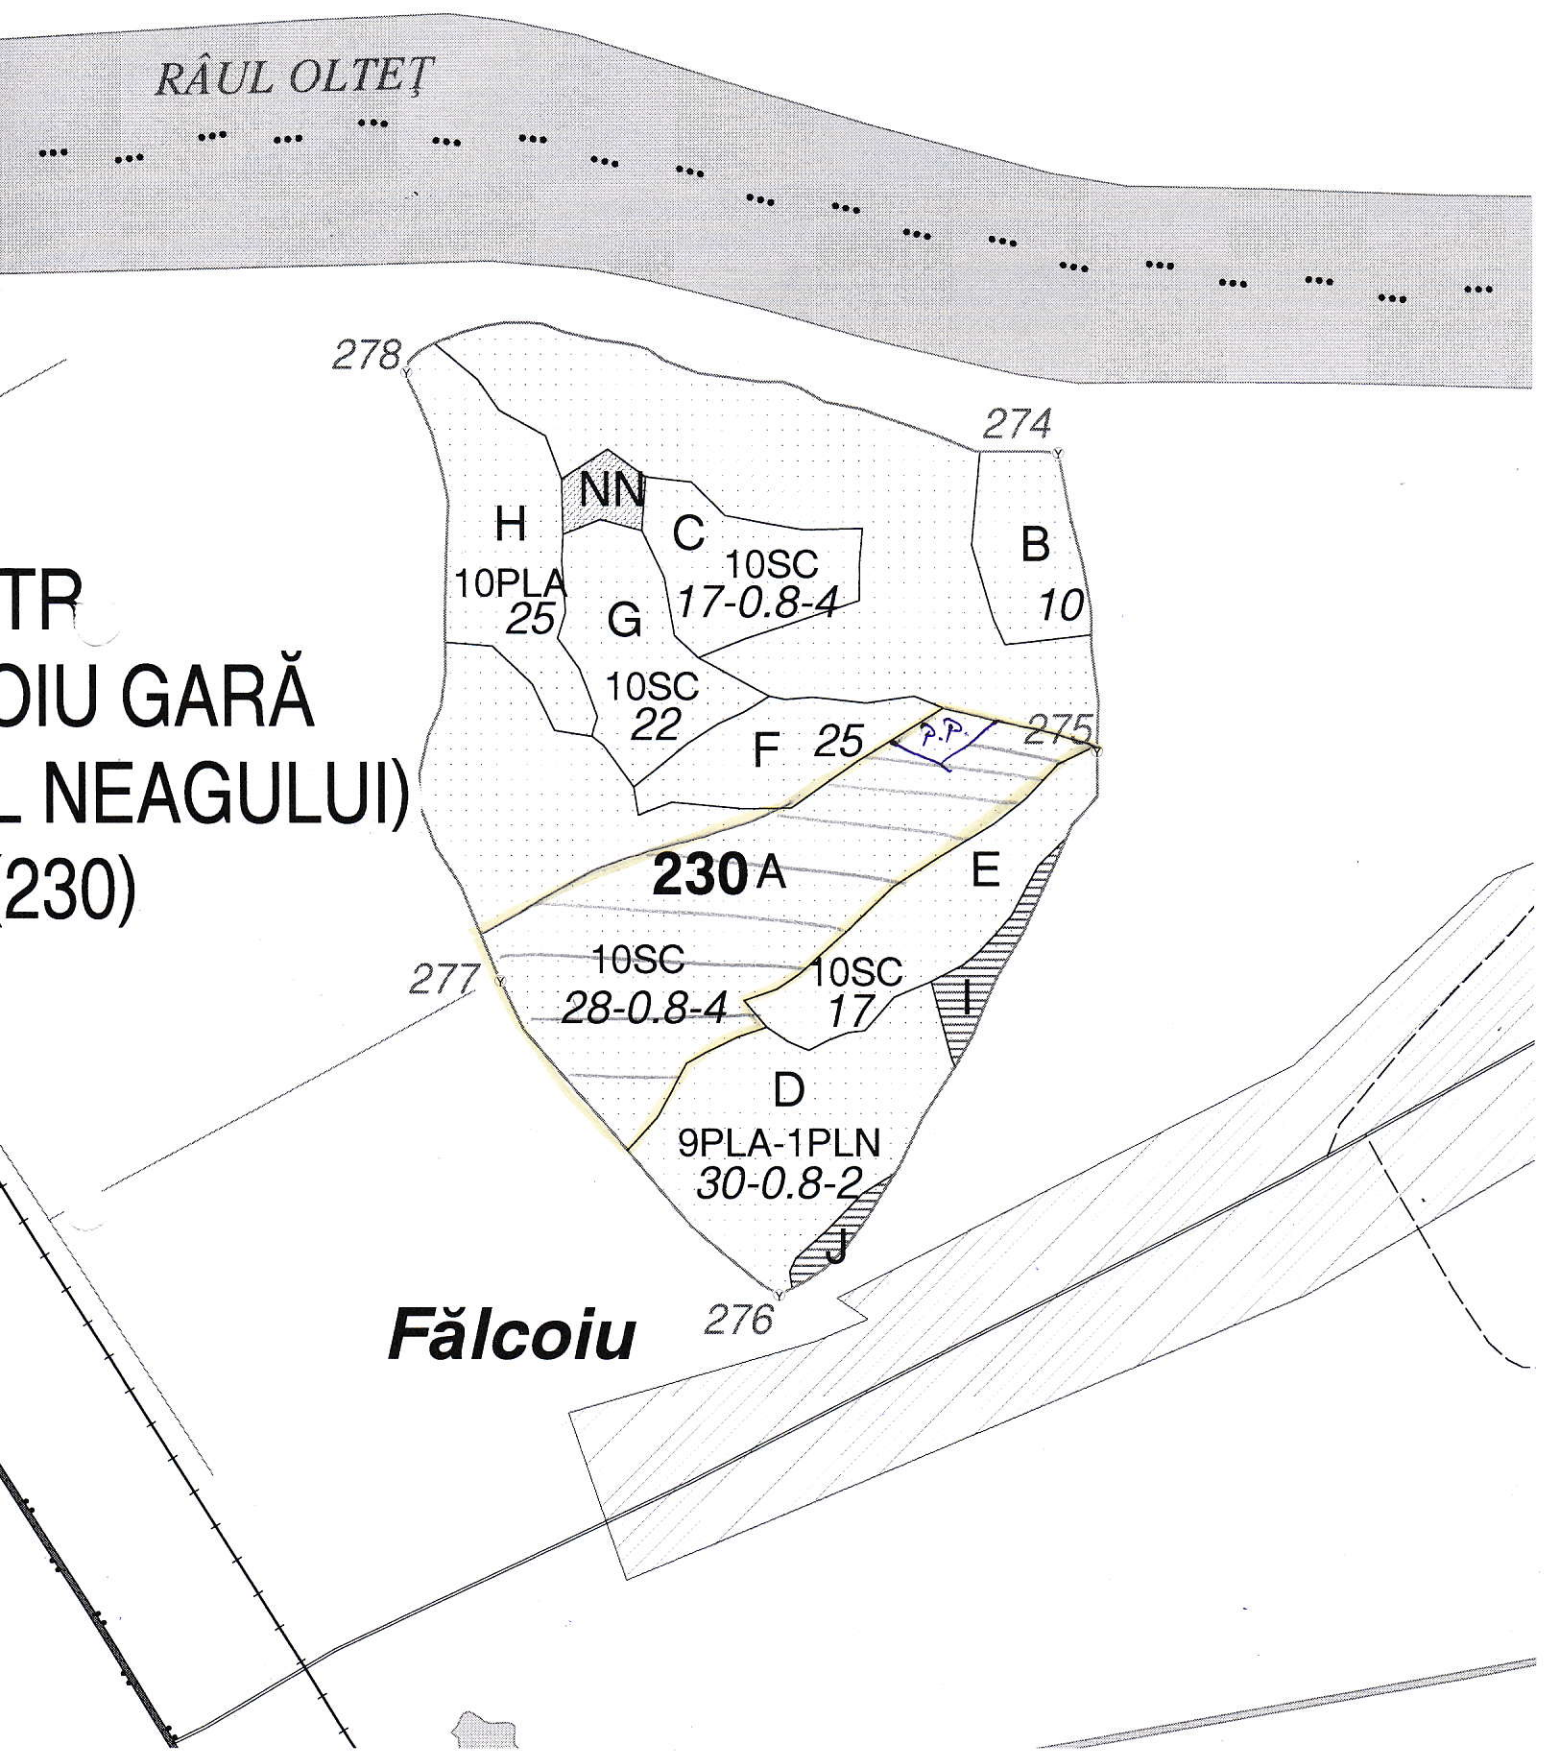 RÂUL OLTEŢ
278
274
NN
H
C
B
10SC
17-0.8-4
10PLA
25
10
TR
G
OIU GARĂ
10SC
22
F
25
P.P.
275
L NEAGULUI)
230 A
E
(230)
10SC
28-0.8-4
10SC
17
277
I
D
9PLA-1PLN
30-0.8-2
J
276
Fălcoiu